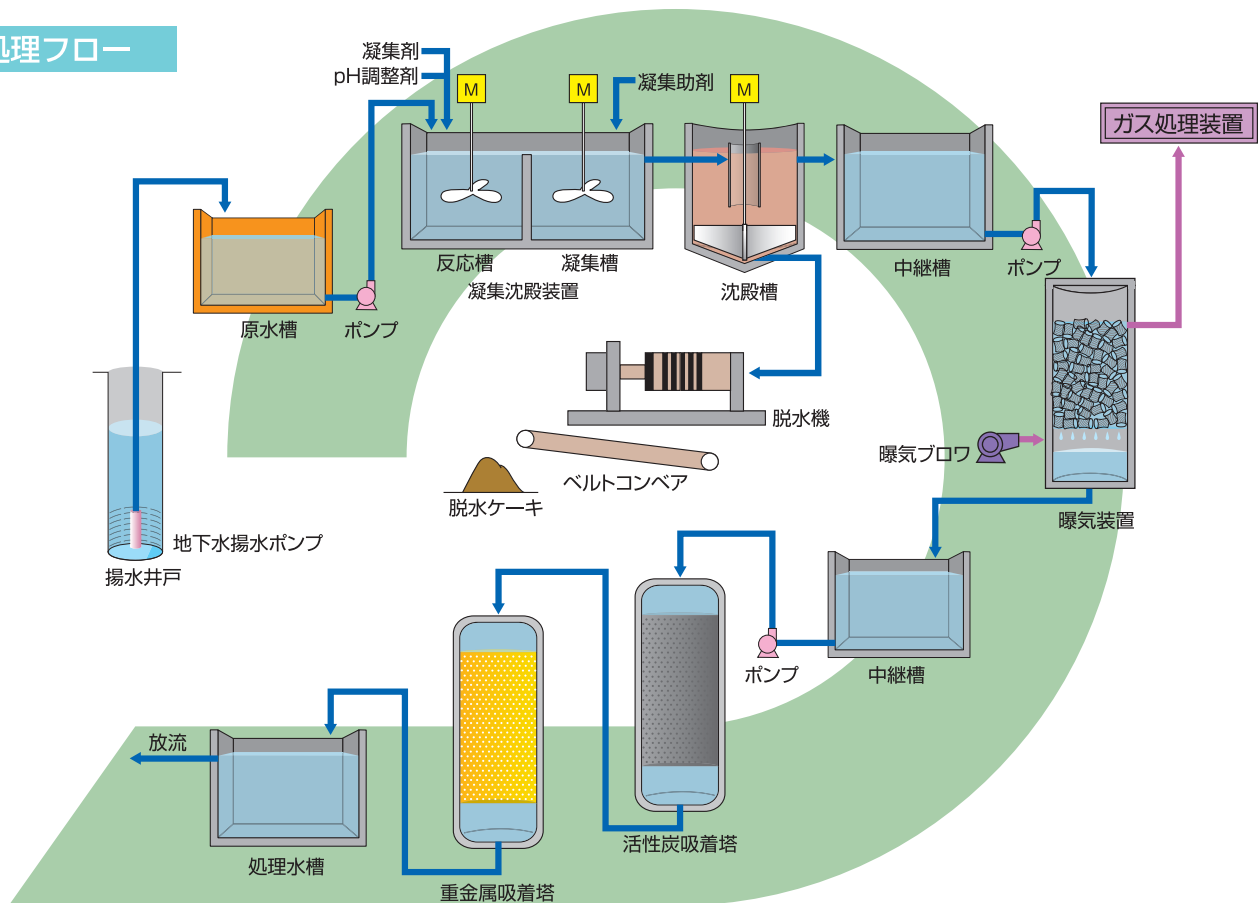 処理フロー
凝集剤
pH調整剤
M
M
凝集助剤
M
ガス処理装置
反応槽
凝集槽
凝集沈殿装置
沈殿槽
中継槽
ポンプ
原水槽
ポンプ
脱水機
曝気ブロワ
ベルトコンベア
脱水ケーキ
曝気装置
地下水揚水ポンプ
揚水井戸
ポンプ
中継槽
放流
活性炭吸着塔
処理水槽
重金属吸着塔